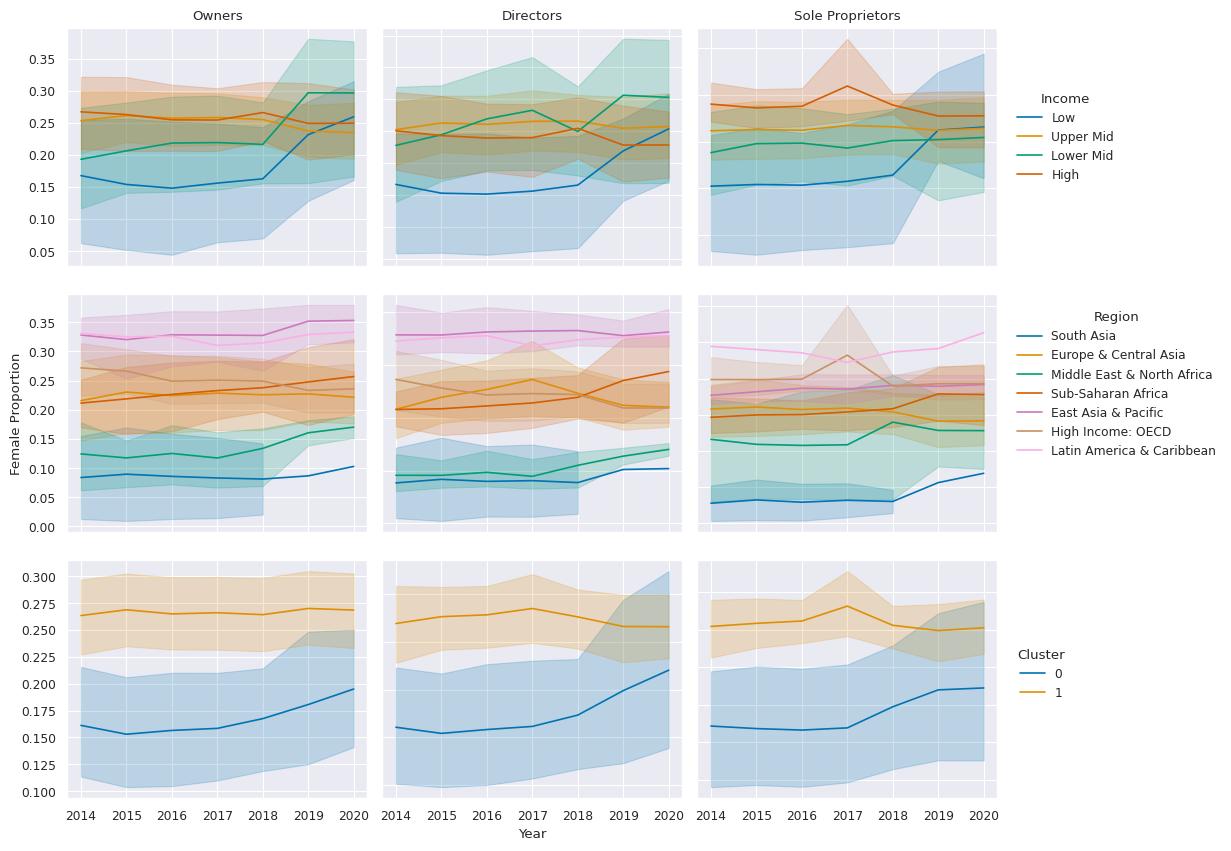 Owners
Directors
Sole Proprietors
0.35
0.30
0.25
0.20
0.15
0.10
0.05
Income
Low
Upper Mid
Lower Mid
High
Female Proportion
0.35
0.30
0.25
0.20
0.15
0.10
0.05
0.00
Region
South Asia
Europe & Central Asia
Middle East & North Africa
Sub-Saharan Africa
East Asia & Pacific
High Income: OECD
Latin America & Caribbean
0.300
0.275
0.250
0.225
0.200
0.175
0.150
0.125
0.100
Cluster
0
1
2014 2015 2016 2017 2018 2019 2020 2014 2015 2016 2017 2018 2019 2020 2014 2015 2016 2017 2018 2019 2020
Year